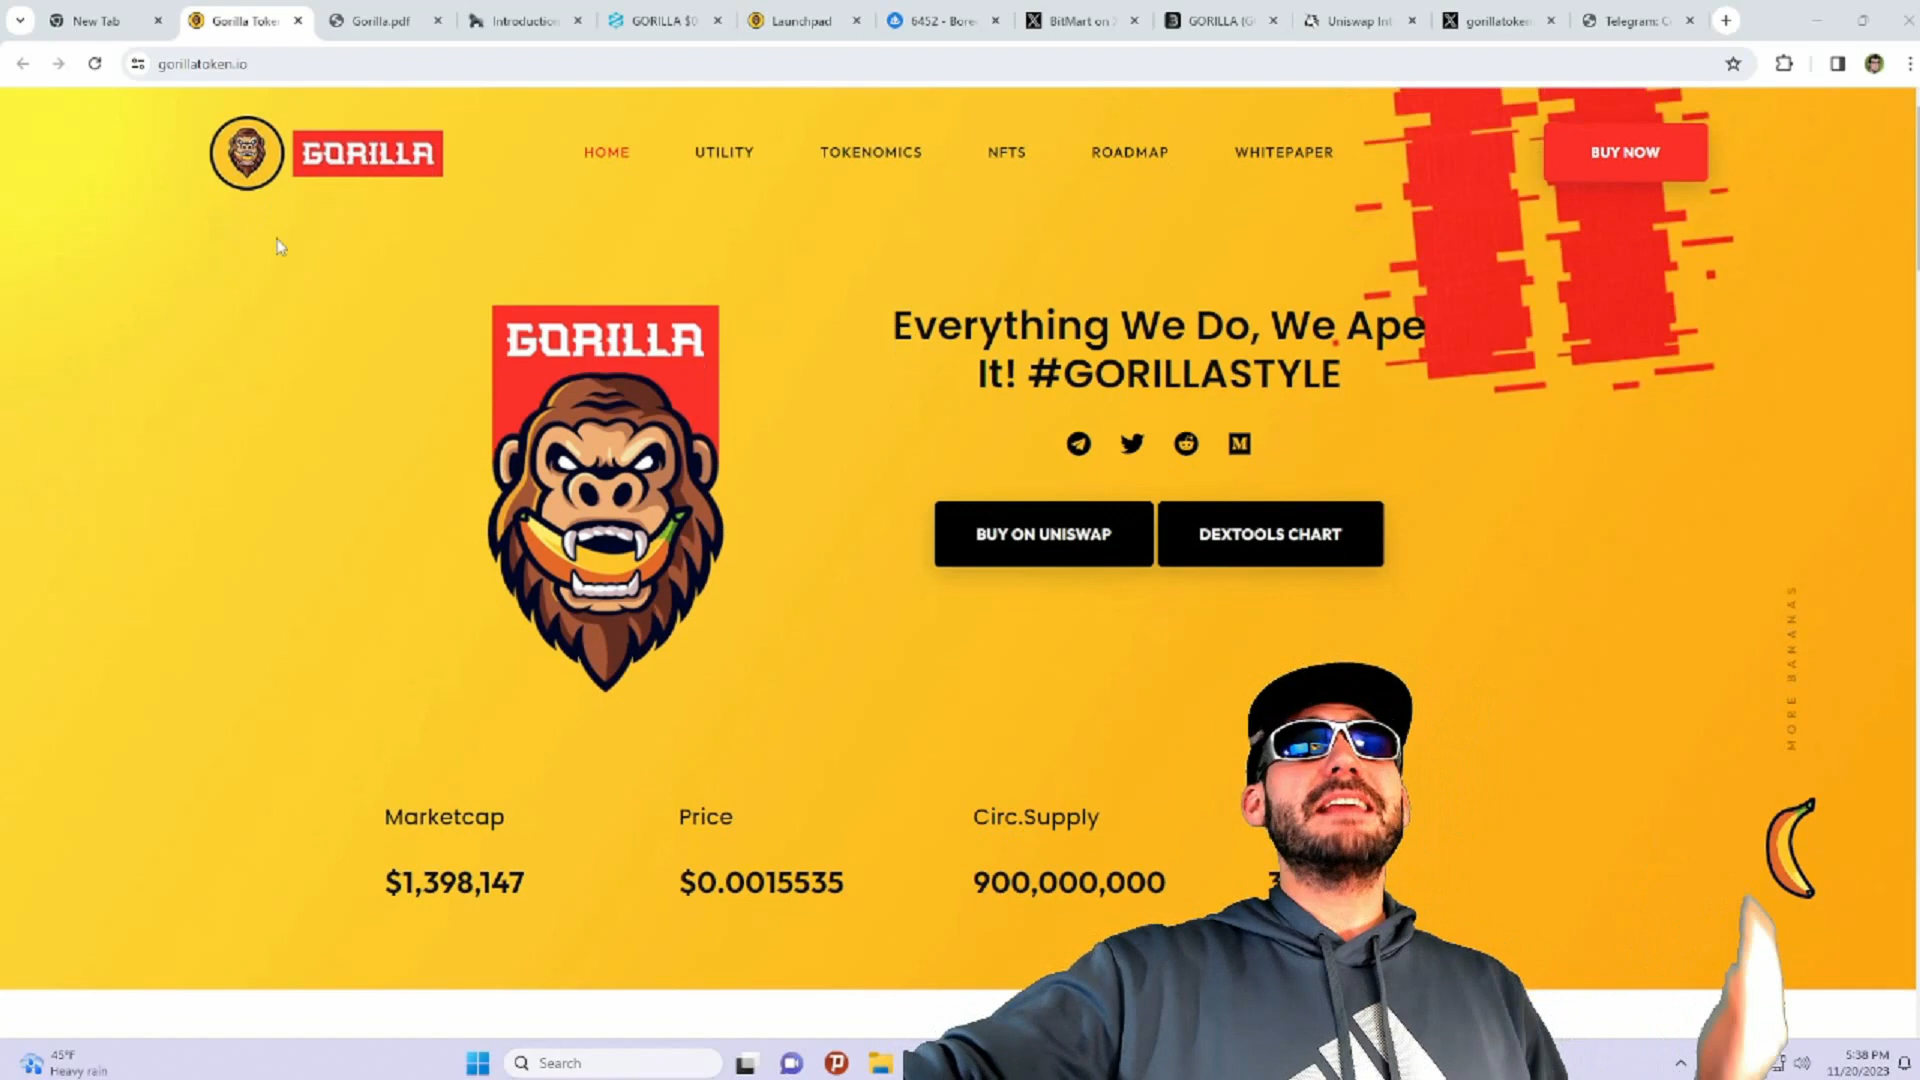 New Tab
Gorilla Toke
Gorilla.pdf
Introduction
GORILLA $0
Launchpad
6452 - Bore
BitMart on
GORILLA (G
Uniswap Int
gorillatoken
Telegram: C
gorillatoken.io
GORILLA
HOME
UTILITY
TOKENOMICS
NFTS
ROADMAP
WHITEPAPER
BUY NOW
GORILLA
Everything We Do, We Ape
It! #GORILLASTYLE
BUY ON UNISWAP
DEXTOOLS CHART
MORE BANANAS
Marketcap
Price
Circ.Supply
$1,398,147
$0.0015535
900,000,000
45°F
Heavy rain
Search
5:38 PM
11/20/2023